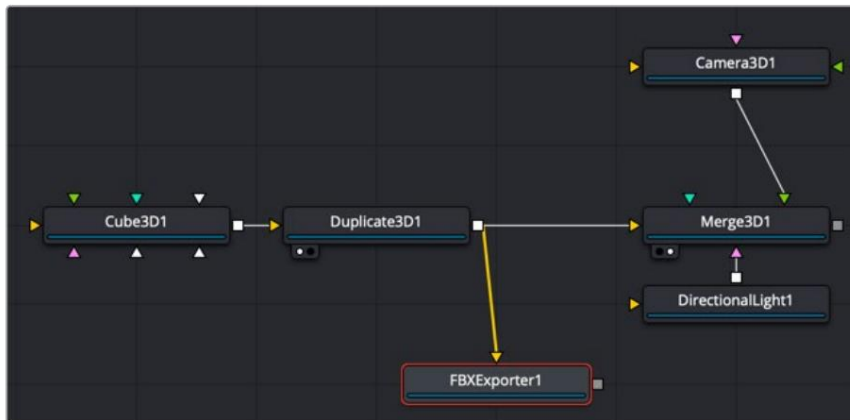 Camera3D1
Cube3D1
Duplicate3D1
Merge3D1
DirectionalLight1
FBXExporter1